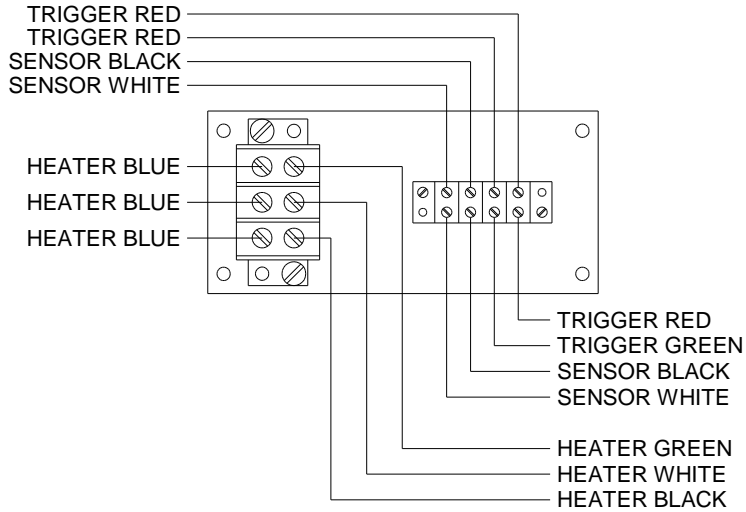 TRIGGER RED
TRIGGER RED
SENSOR BLACK
SENSOR WHITE
HEATER BLUE
HEATER BLUE
HEATER BLUE
TRIGGER RED
TRIGGER GREEN
SENSOR BLACK
SENSOR WHITE
HEATER GREEN
HEATER WHITE
HEATER BLACK